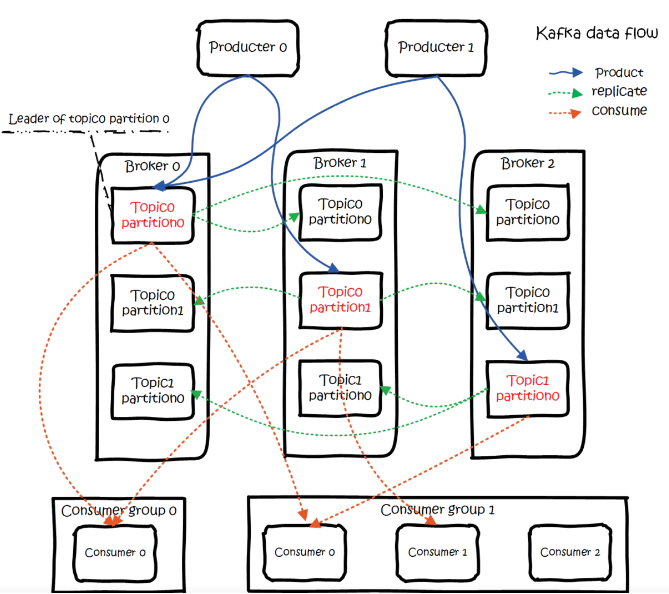 Kafka data flow
Producter 0
Producter 1
Product
replicate
consume
Leader of topico partition 0
Broker 0
Broker 1
Broker 2
Topico
partition0
Topico
partition0
Topico
partition0
Topico
partition1
Topico
partition1
Topico
partition1
Topic1
partition0
Topic1
partition0
Topic1
partition0
Consumer group 0
Consumer group 1
Consumer 0
Consumer 0
Consumer 1
Consumer 2